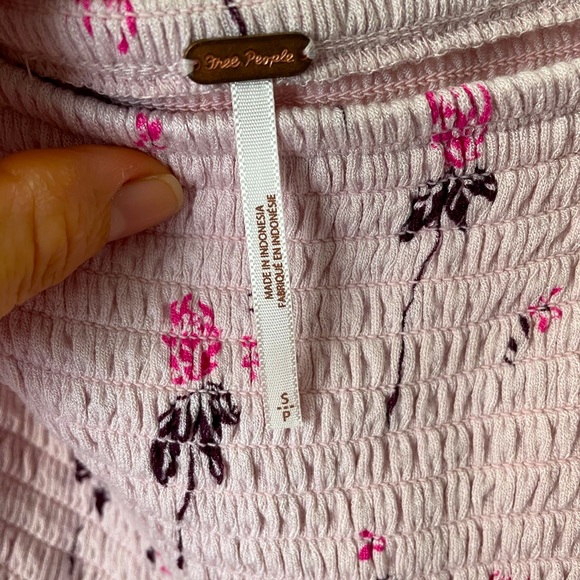 Free People
MADE IN INDONESIA
FABRIQUÉ EN INDONÉSIE
S
P